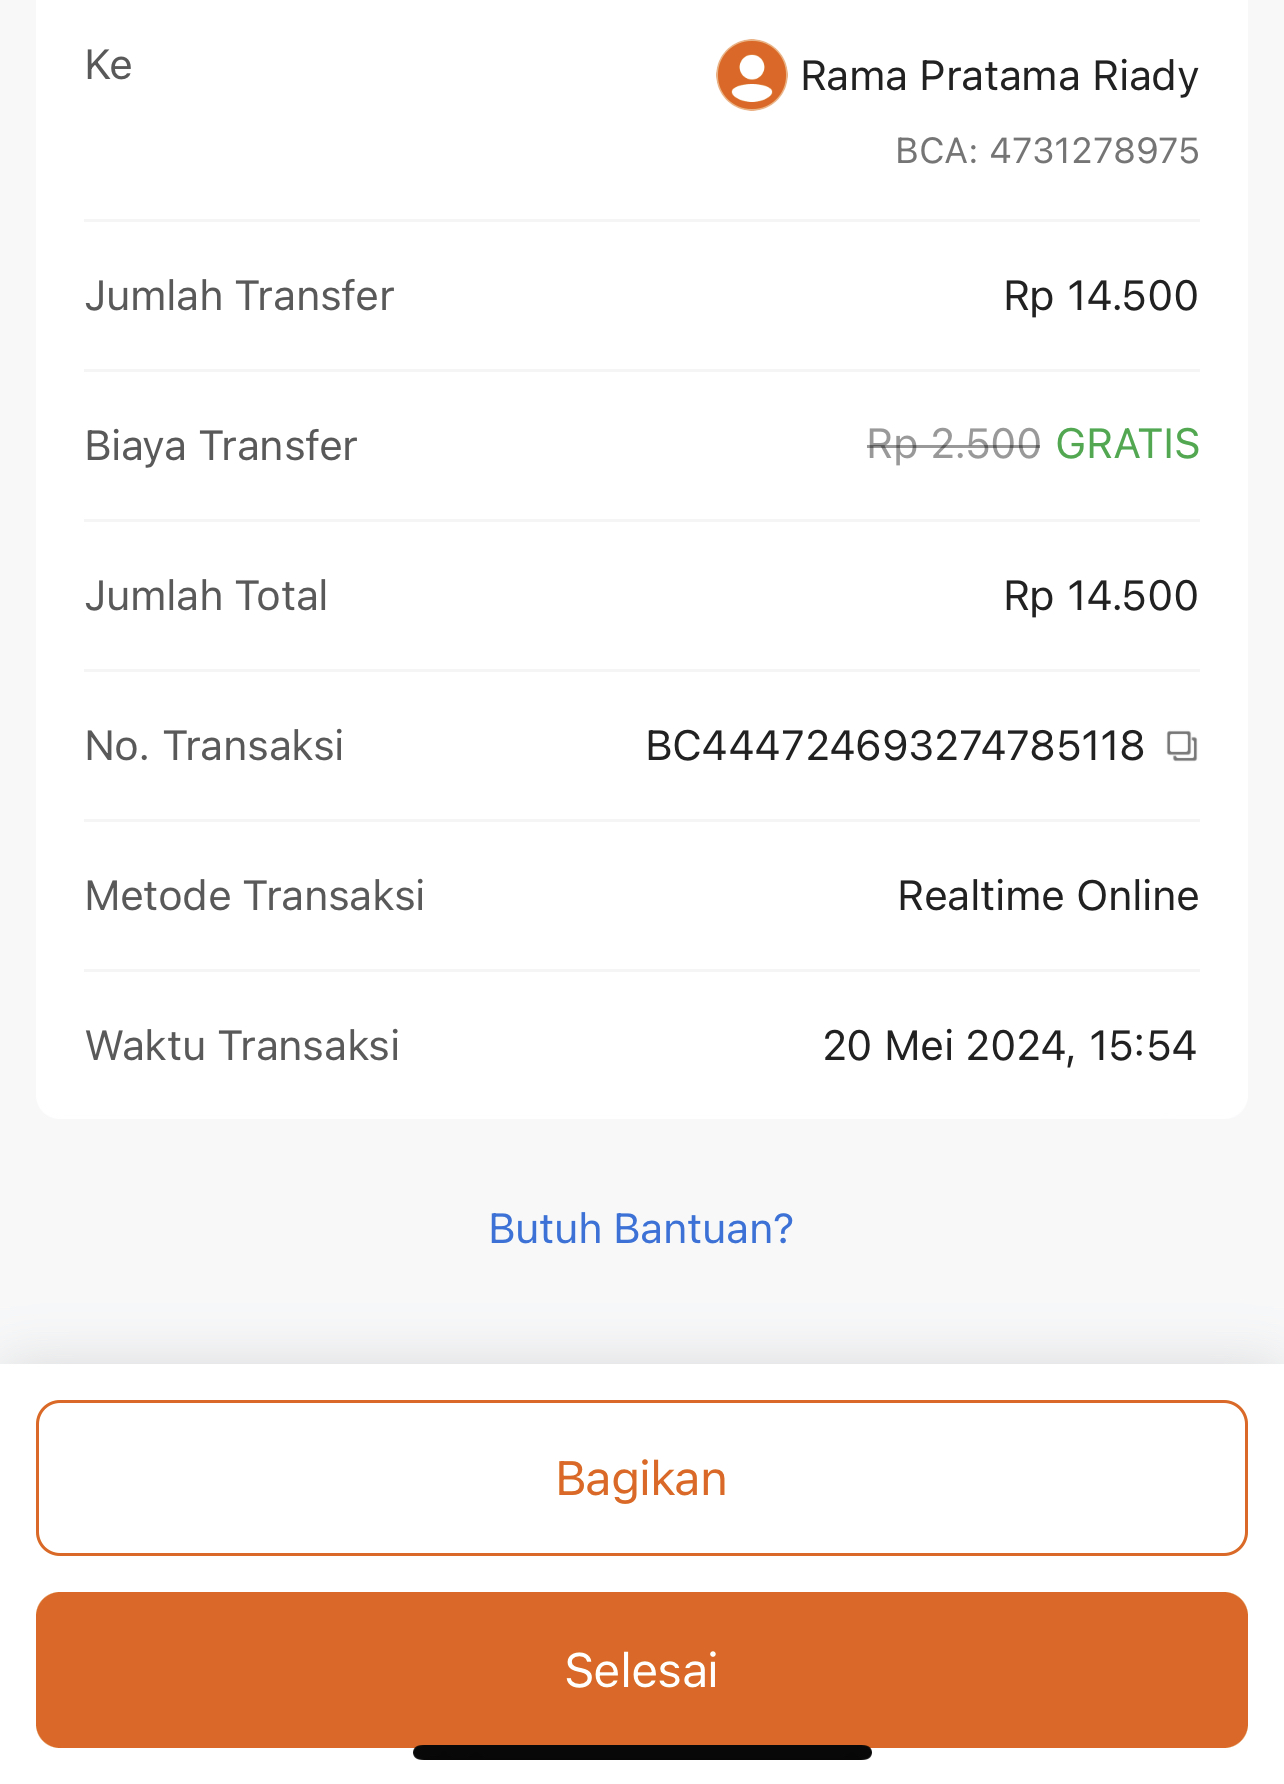 Ke
Rama Pratama Riady
BCA: 4731278975
Jumlah Transfer Rp 14.500
Biaya Transfer Rp 2.500 GRATIS
Jumlah Total Rp 14.500
No. Transaksi BC444724693274785118
Metode Transaksi Realtime Online
Waktu Transaksi 20 Mei 2024, 15:54
Butuh Bantuan?
Bagikan
Selesai